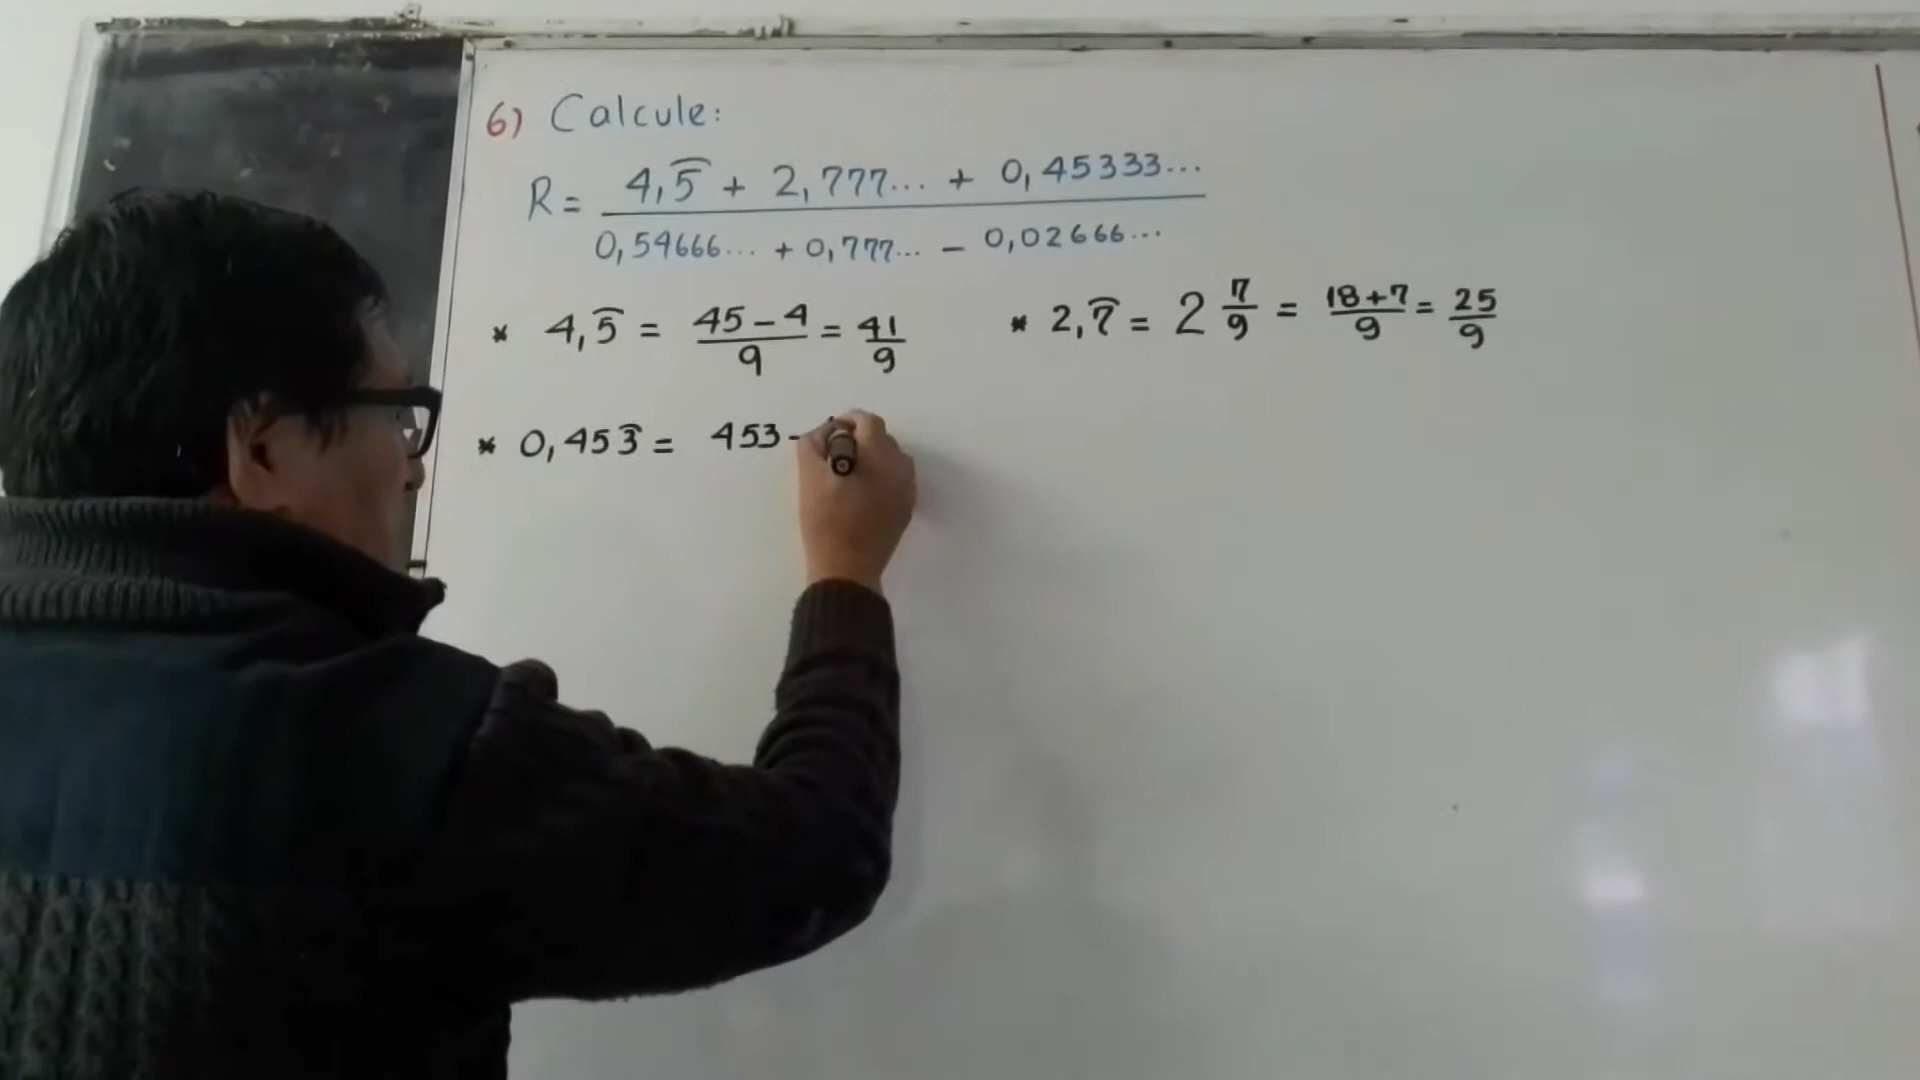 6) Calcule:
R = (4,5͡ + 2,777... + 0,45333...) / (0,54666... + 0,777... − 0,02666...)
* 4,5͡ = (45 − 4)/9 = 41/9 * 2,7͡ = 2 7/9 = (18+7)/9 = 25/9
* 0,453͡ = 453 -